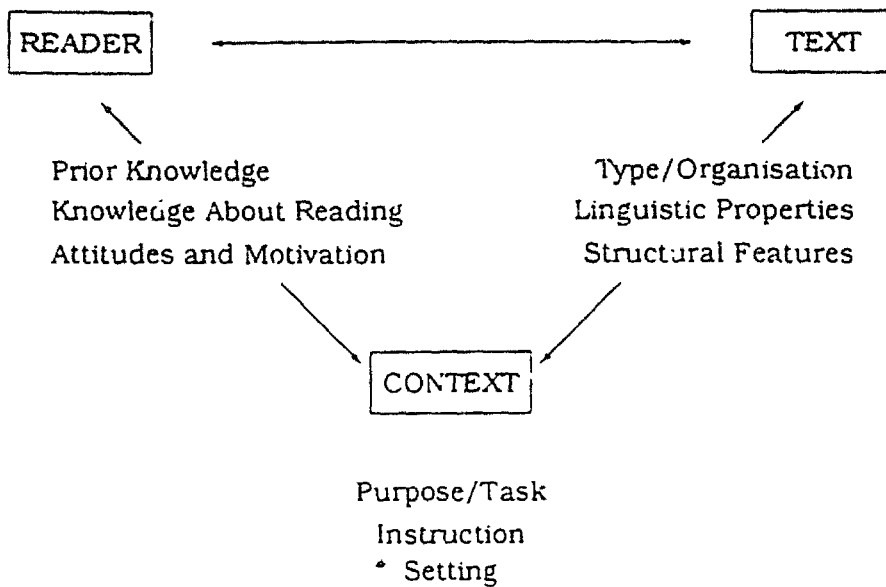 READER
TEXT
Prior Knowledge
Knowledge About Reading
Attitudes and Motivation
Type/Organisation
Linguistic Properties
Structural Features
CONTEXT
Purpose/Task
Instruction
Setting